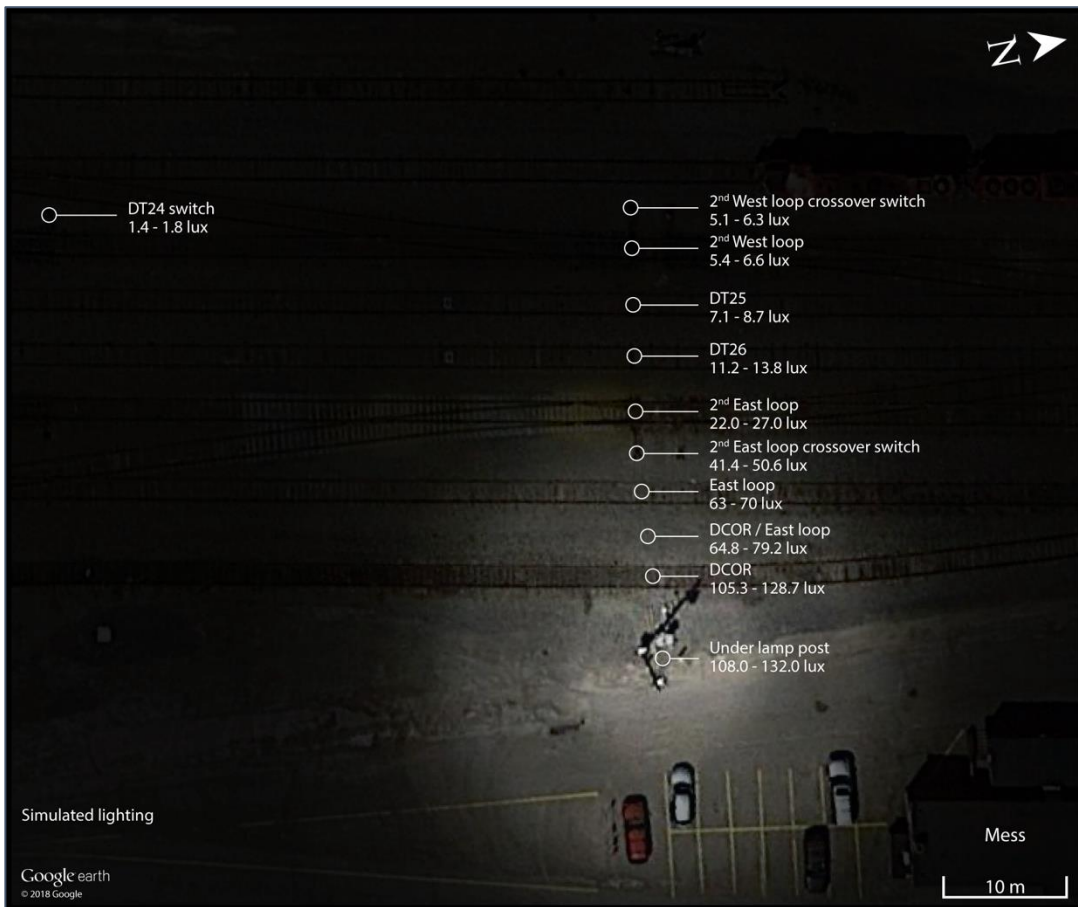 N
DT24 switch
1.4 - 1.8 lux
2nd West loop crossover switch
5.1 - 6.3 lux
2nd West loop
5.4 - 6.6 lux
DT25
7.1 - 8.7 lux
DT26
11.2 - 13.8 lux
2nd East loop
22.0 - 27.0 lux
2nd East loop crossover switch
41.4 - 50.6 lux
East loop
63 - 70 lux
DCOR / East loop
64.8 - 79.2 lux
DCOR
105.3 - 128.7 lux
Under lamp post
108.0 - 132.0 lux
Simulated lighting
Mess
Google earth
© 2018 Google
10 m